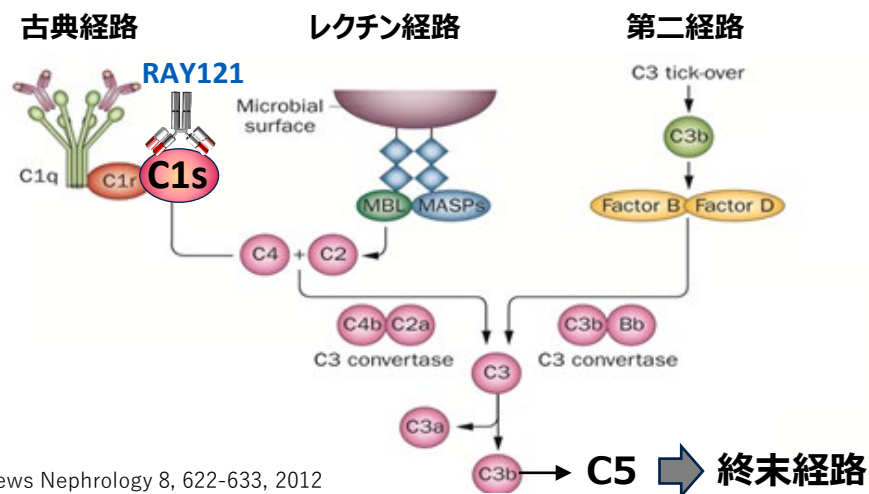 古典経路
レクチン経路
第二経路
RAY121
Microbial
surface
C3 tick-over
C3b
C1q
C1r
C1s
MBL
MASPs
Factor B
Factor D
C4 + C2
C4b
C2a
C3 convertase
C3b
Bb
C3 convertase
C3
C3a
C3b
C5
終末経路
ews Nephrology 8, 622-633, 2012